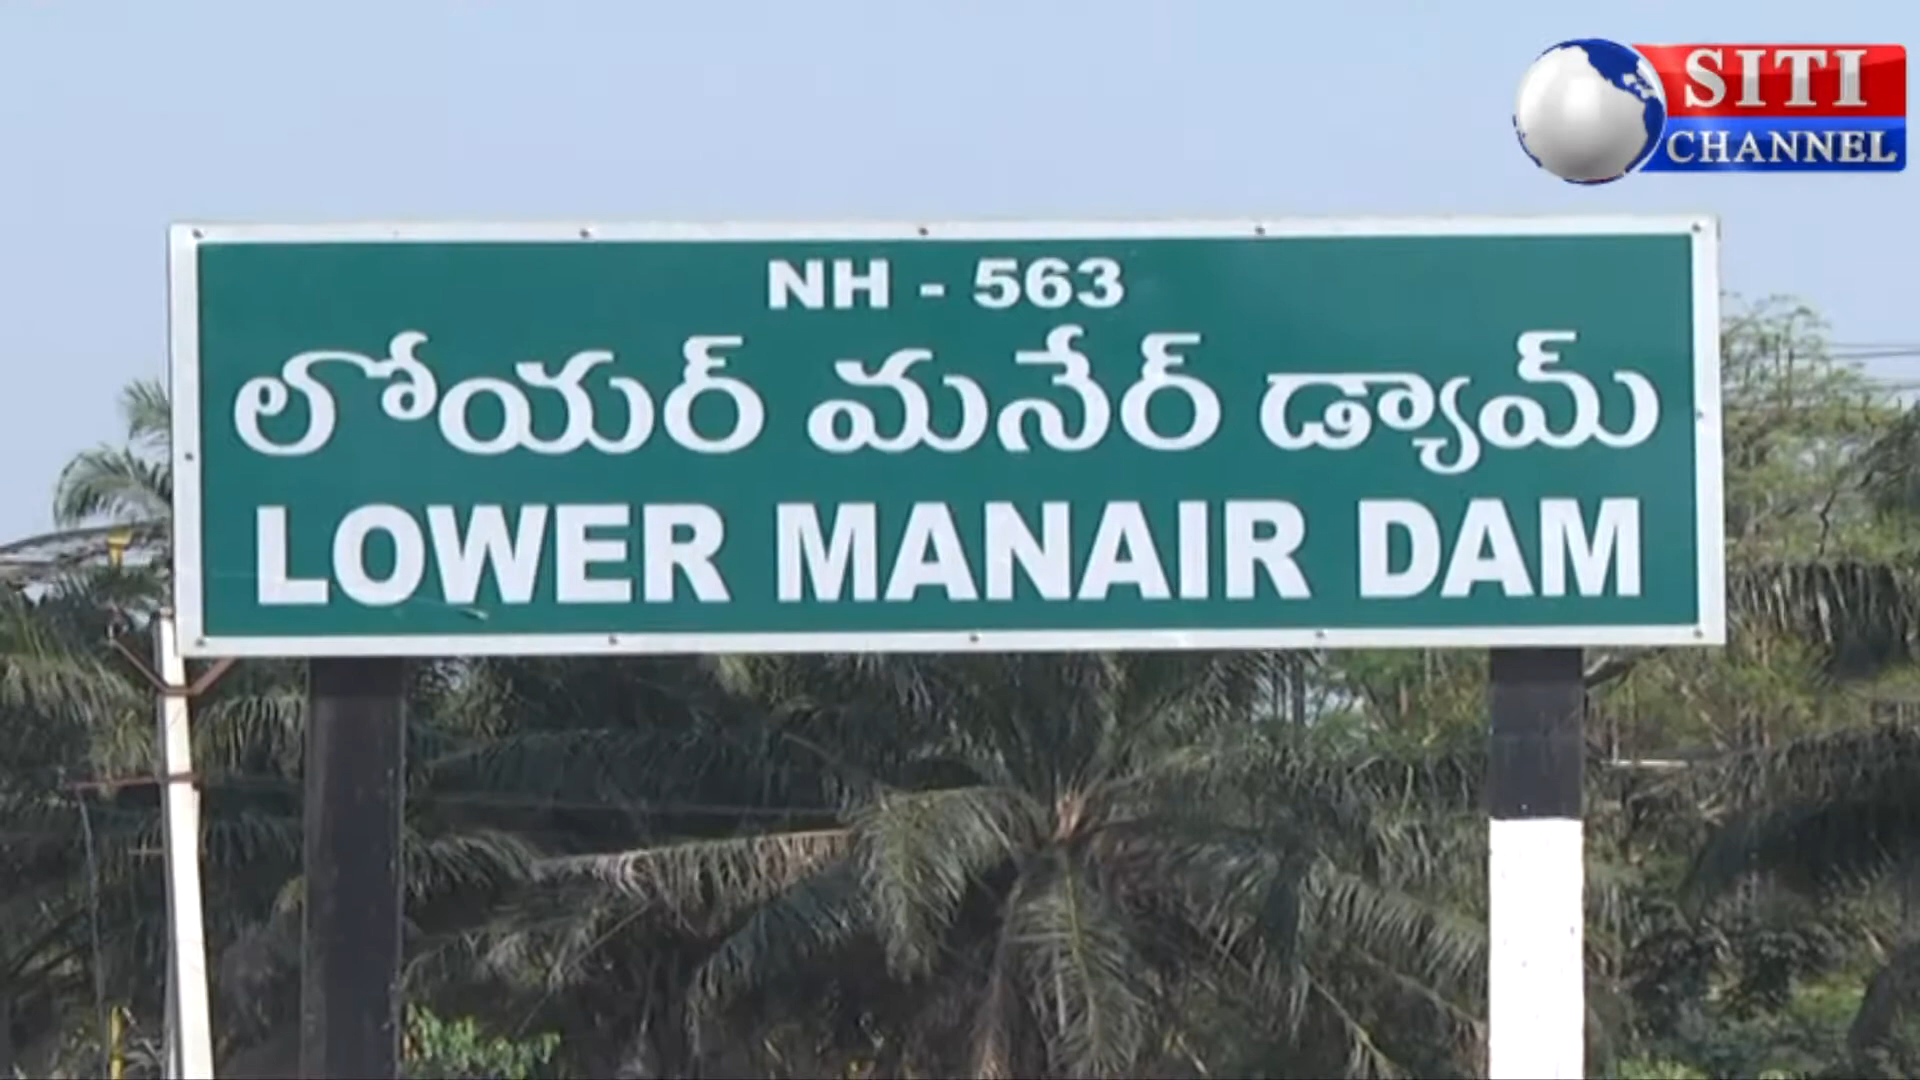 SITI
CHANNEL
NH - 563
లోయర్ మనేర్ డ్యామ్
LOWER MANAIR DAM